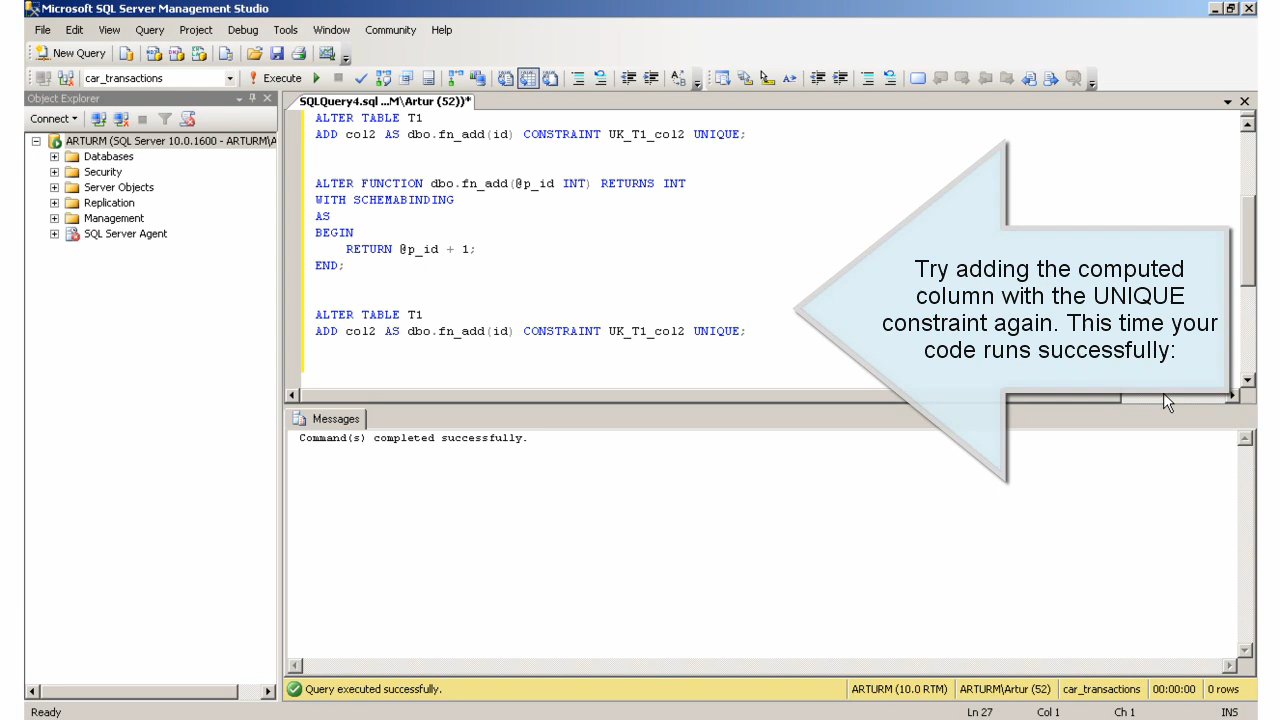 Microsoft SQL Server Management Studio
File Edit View Query Project Debug Tools Window Community Help
New Query
car_transactions Execute
Object Explorer
SQLQuery4.sql ...M\Artur (52))*
Connect
ARTURM (SQL Server 10.0.1600 - ARTURM\A
Databases
Security
Server Objects
Replication
Management
SQL Server Agent
ALTER TABLE T1
ADD col2 AS dbo.fn_add(id) CONSTRAINT UK_T1_col2 UNIQUE;
ALTER FUNCTION dbo.fn_add(@p_id INT) RETURNS INT
WITH SCHEMABINDING
AS
BEGIN
RETURN @p_id + 1;
END;
ALTER TABLE T1
ADD col2 AS dbo.fn_add(id) CONSTRAINT UK_T1_col2 UNIQUE;
Try adding the computed
column with the UNIQUE
constraint again. This time your
code runs successfully:
Messages
Command(s) completed successfully.
Query executed successfully.
ARTURM (10.0 RTM) ARTURM\Artur (52) car_transactions 00:00:00 0 rows
Ready Ln 27 Col 1 Ch 1 INS